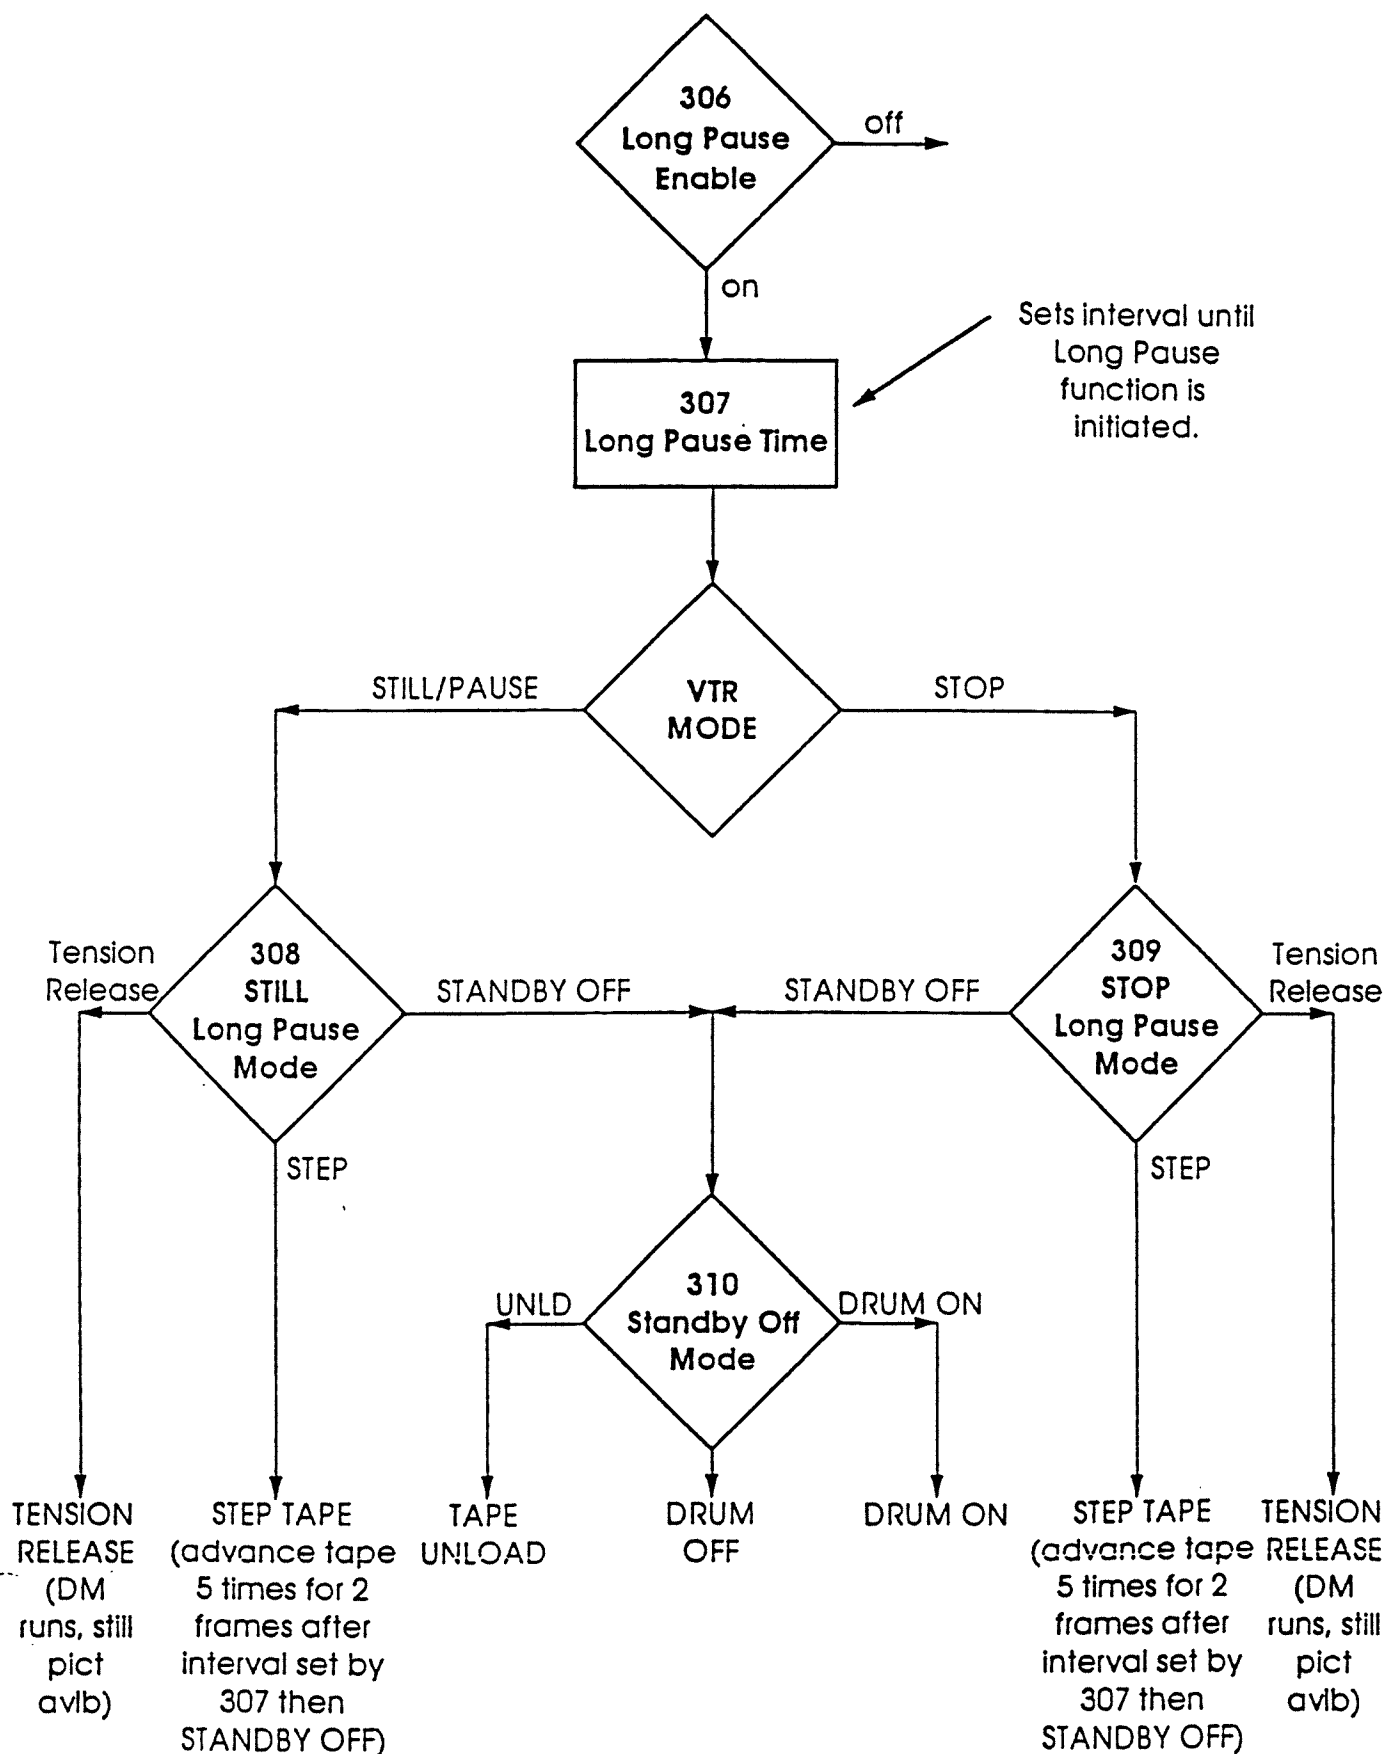 306
Long Pause
Enable
off
on
Sets interval until
Long Pause
function is
initiated.
307
Long Pause Time
VTR
MODE
STILL/PAUSE
STOP
308
STILL
Long Pause
Mode
Tension
Release
STANDBY OFF
STEP
309
STOP
Long Pause
Mode
STANDBY OFF
Tension
Release
STEP
310
Standby Off
Mode
UNLD
DRUM ON
TENSION
RELEASE
(DM
runs, still
pict
avlb)
STEP TAPE
(advance tape
5 times for 2
frames after
interval set by
307 then
STANDBY OFF)
TAPE
UNLOAD
DRUM
OFF
DRUM ON
STEP TAPE
(advance tape
5 times for 2
frames after
interval set by
307 then
STANDBY OFF)
TENSION
RELEASE
(DM
runs, still
pict
avlb)